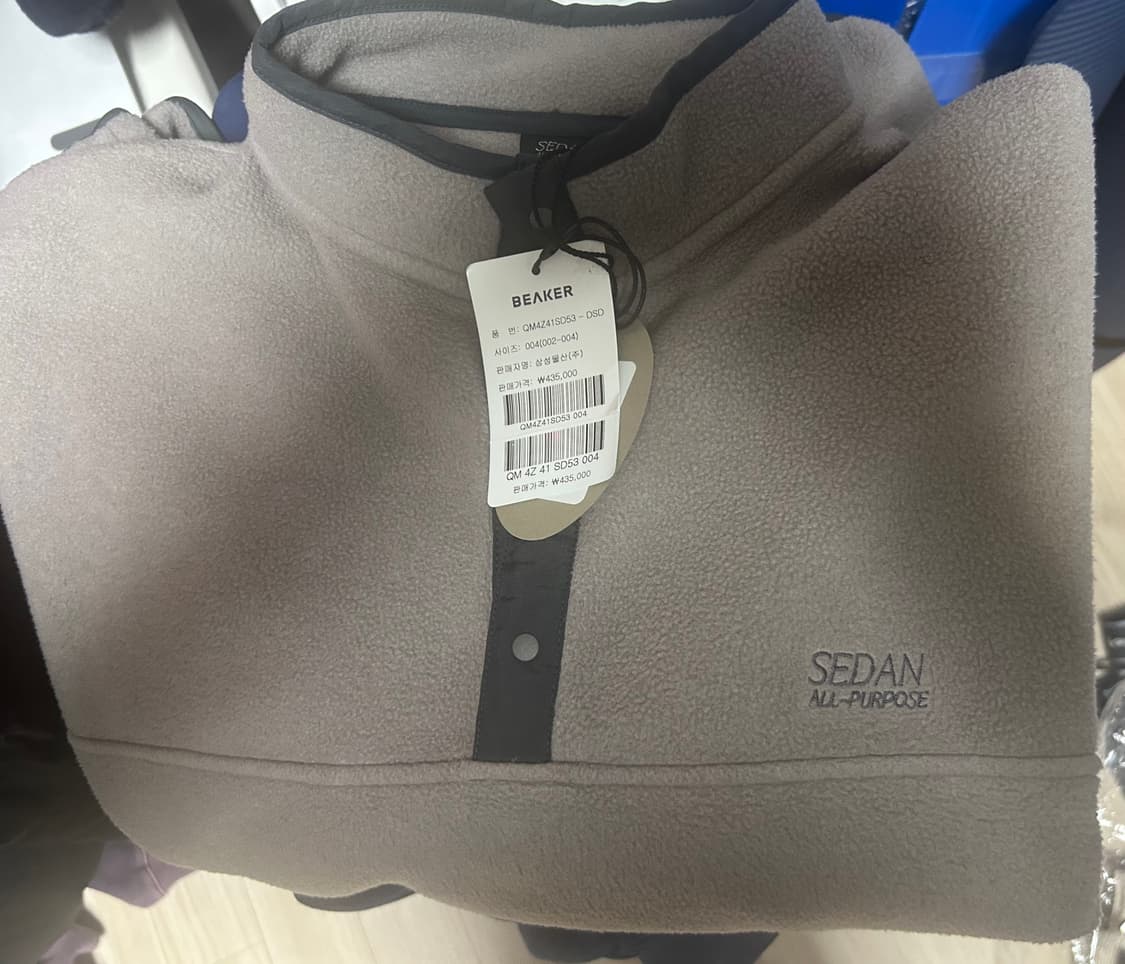 SEDAN
BEAKER
품 번: QM4Z41SD53 - DSD
사이즈: 004(002-004)
판매자명: 삼성물산(주)
판매가격: ₩435,000
QM4Z41SD53 004
QM 4Z 41 SD53 004
판매가격: ₩435,000
SEDAN
ALL-PURPOSE